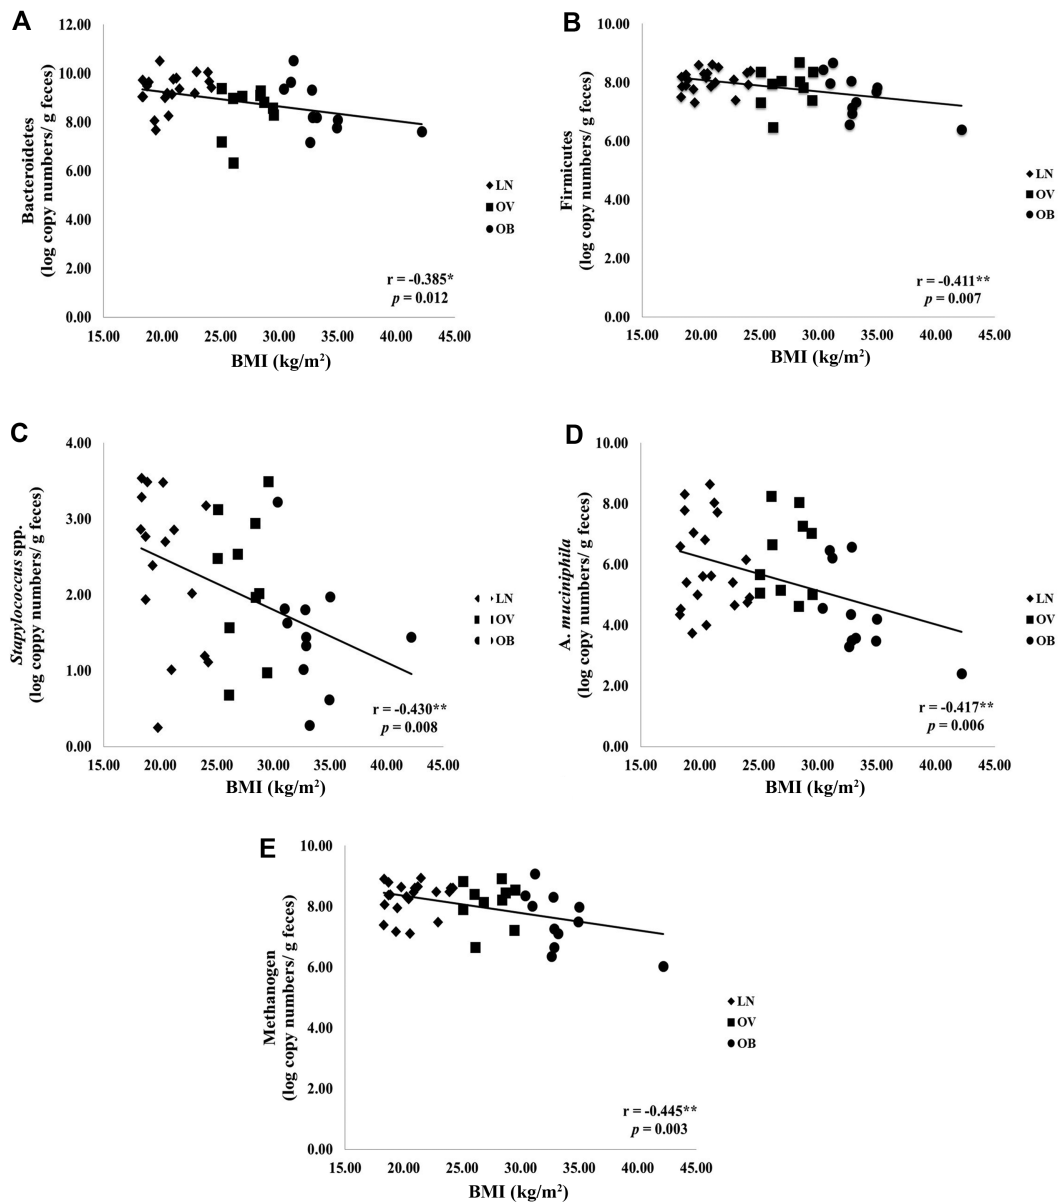 A
Bacteroidetes
(log copy numbers/ g feces)
12.00
10.00
8.00
6.00
4.00
2.00
0.00
15.00 20.00 25.00 30.00 35.00 40.00 45.00
BMI (kg/m²)
LN
OV
OB
r = -0.385*
p = 0.012
B
Firmicutes
(log copy numbers/ g feces)
10.00
8.00
6.00
4.00
2.00
0.00
15.00 20.00 25.00 30.00 35.00 40.00 45.00
BMI (kg/m²)
LN
OV
OB
r = -0.411**
p = 0.007
C
Stapylococcus spp.
(log coppy numbers/ g feces)
4.00
3.00
2.00
1.00
0.00
15.00 20.00 25.00 30.00 35.00 40.00 45.00
BMI (kg/m²)
LN
OV
OB
r = -0.430**
p = 0.008
D
A. muciniphila
(log copy numbers/ g feces)
10.00
8.00
6.00
4.00
2.00
0.00
15.00 20.00 25.00 30.00 35.00 40.00 45.00
BMI (kg/m²)
LN
OV
OB
r = -0.417**
p = 0.006
E
Methanogen
(log copy numbers/ g feces)
10.00
8.00
6.00
4.00
2.00
0.00
15.00 20.00 25.00 30.00 35.00 40.00 45.00
BMI (kg/m²)
LN
OV
OB
r = -0.445**
p = 0.003